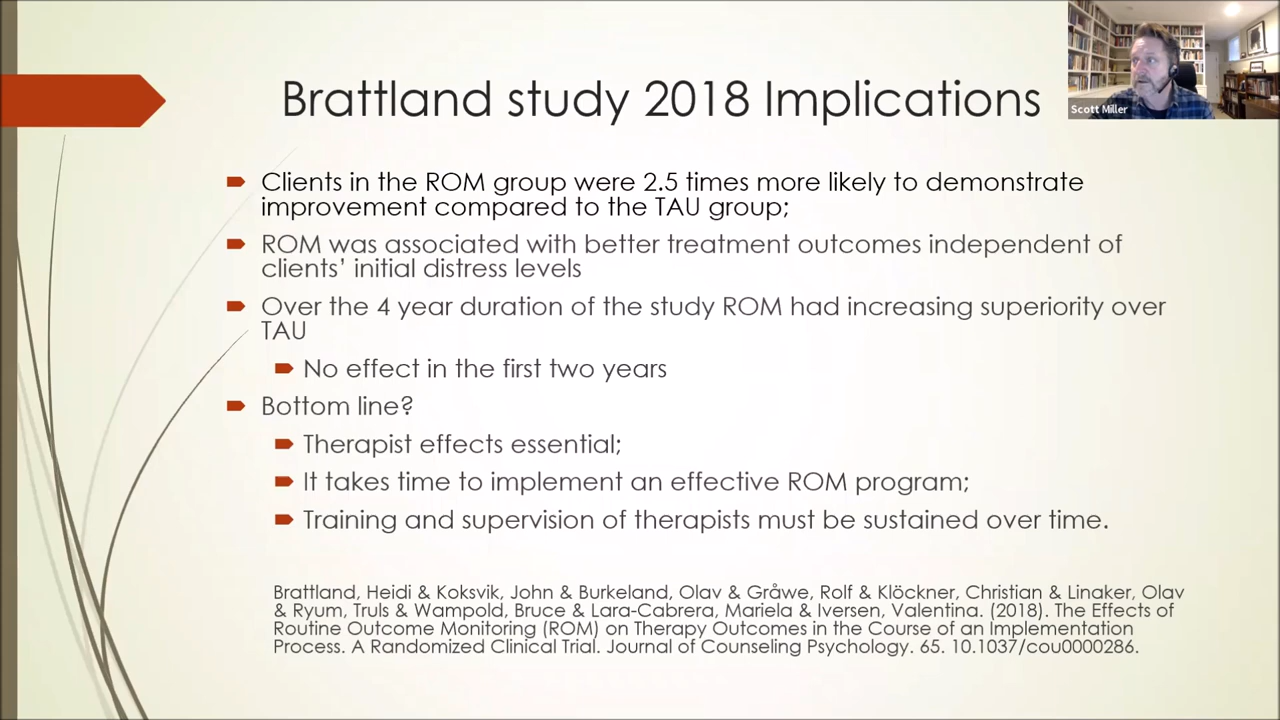 Brattland study 2018 Implications
Scott Miller
Clients in the ROM group were 2.5 times more likely to demonstrate
improvement compared to the TAU group;
ROM was associated with better treatment outcomes independent of
clients’ initial distress levels
Over the 4 year duration of the study ROM had increasing superiority over
TAU
No effect in the first two years
Bottom line?
Therapist effects essential;
It takes time to implement an effective ROM program;
Training and supervision of therapists must be sustained over time.
Brattland, Heidi & Koksvik, John & Burkeland, Olav & Gråwe, Rolf & Klöckner, Christian & Linaker, Olav
& Ryum, Truls & Wampold, Bruce & Lara-Cabrera, Mariela & Iversen, Valentina. (2018). The Effects of
Routine Outcome Monitoring (ROM) on Therapy Outcomes in the Course of an Implementation
Process. A Randomized Clinical Trial. Journal of Counseling Psychology. 65. 10.1037/cou0000286.